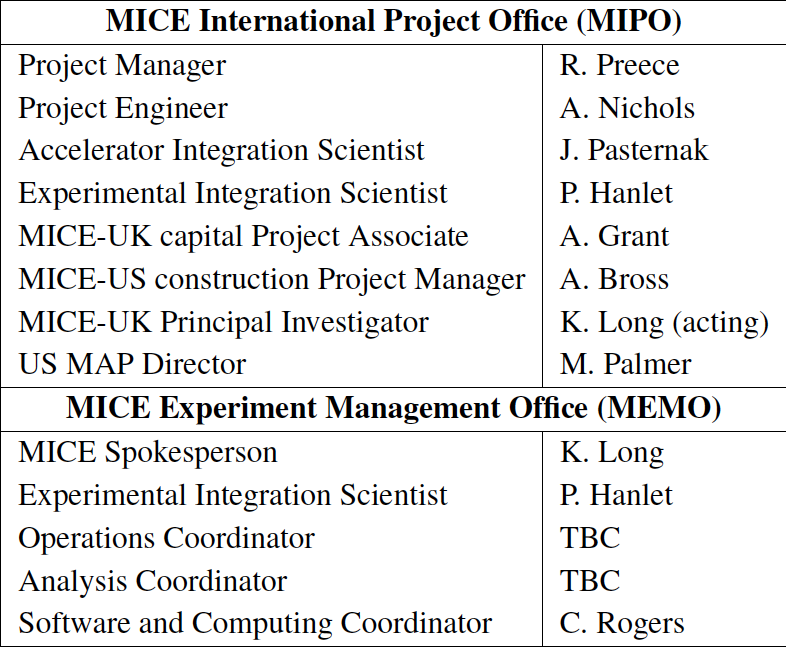 MICE International Project Office (MIPO)
Project Manager R. Preece
Project Engineer A. Nichols
Accelerator Integration Scientist J. Pasternak
Experimental Integration Scientist P. Hanlet
MICE-UK capital Project Associate A. Grant
MICE-US construction Project Manager A. Bross
MICE-UK Principal Investigator K. Long (acting)
US MAP Director M. Palmer
MICE Experiment Management Office (MEMO)
MICE Spokesperson K. Long
Experimental Integration Scientist P. Hanlet
Operations Coordinator TBC
Analysis Coordinator TBC
Software and Computing Coordinator C. Rogers